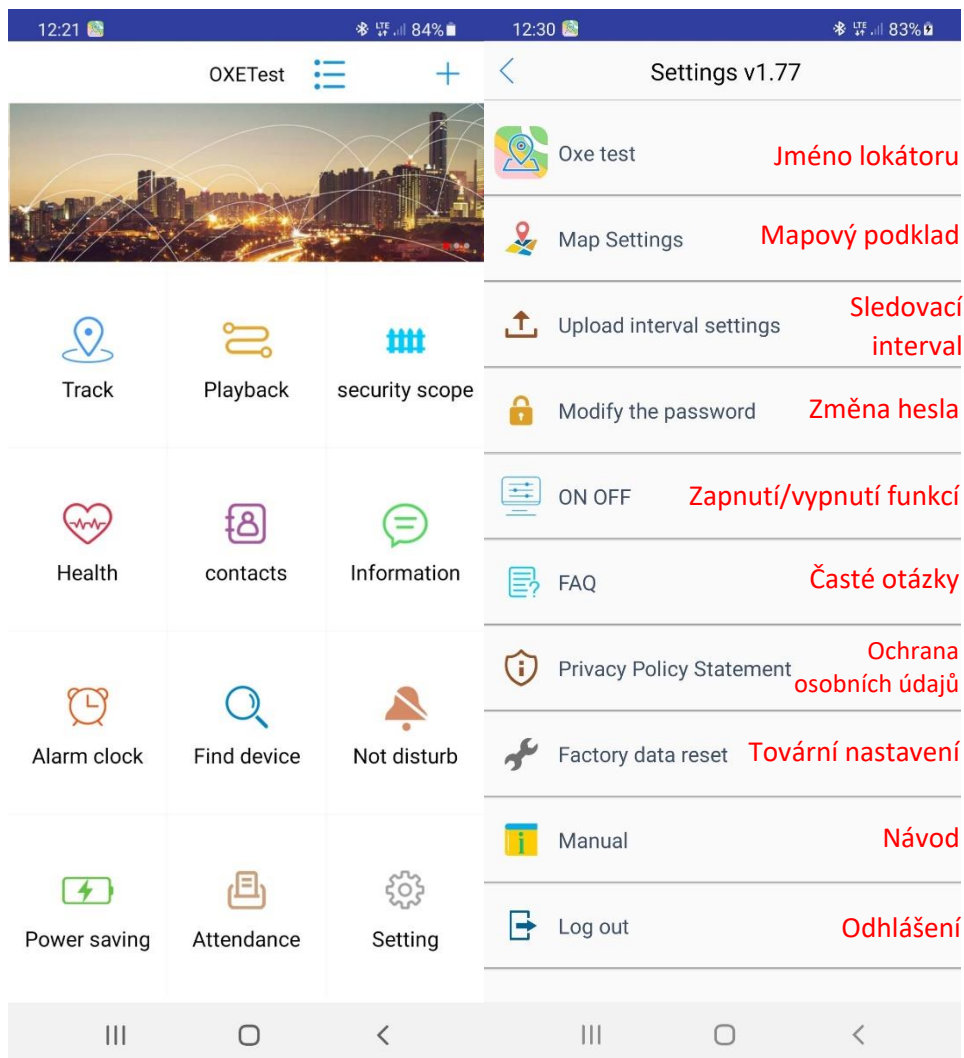 12:21 LTE 84%
OXETest
Track Playback security scope
Health contacts Information
Alarm clock Find device Not disturb
Power saving Attendance Setting
12:30 LTE 83%
Settings v1.77
Oxe test Jméno lokátoru
Map Settings Mapový podklad
Upload interval settings Sledovací
interval
Modify the password Změna hesla
ON OFF Zapnutí/vypnutí funkcí
FAQ Časté otázky
Privacy Policy Statement Ochrana
osobních údajů
Factory data reset Tovární nastavení
Manual Návod
Log out Odhlášení